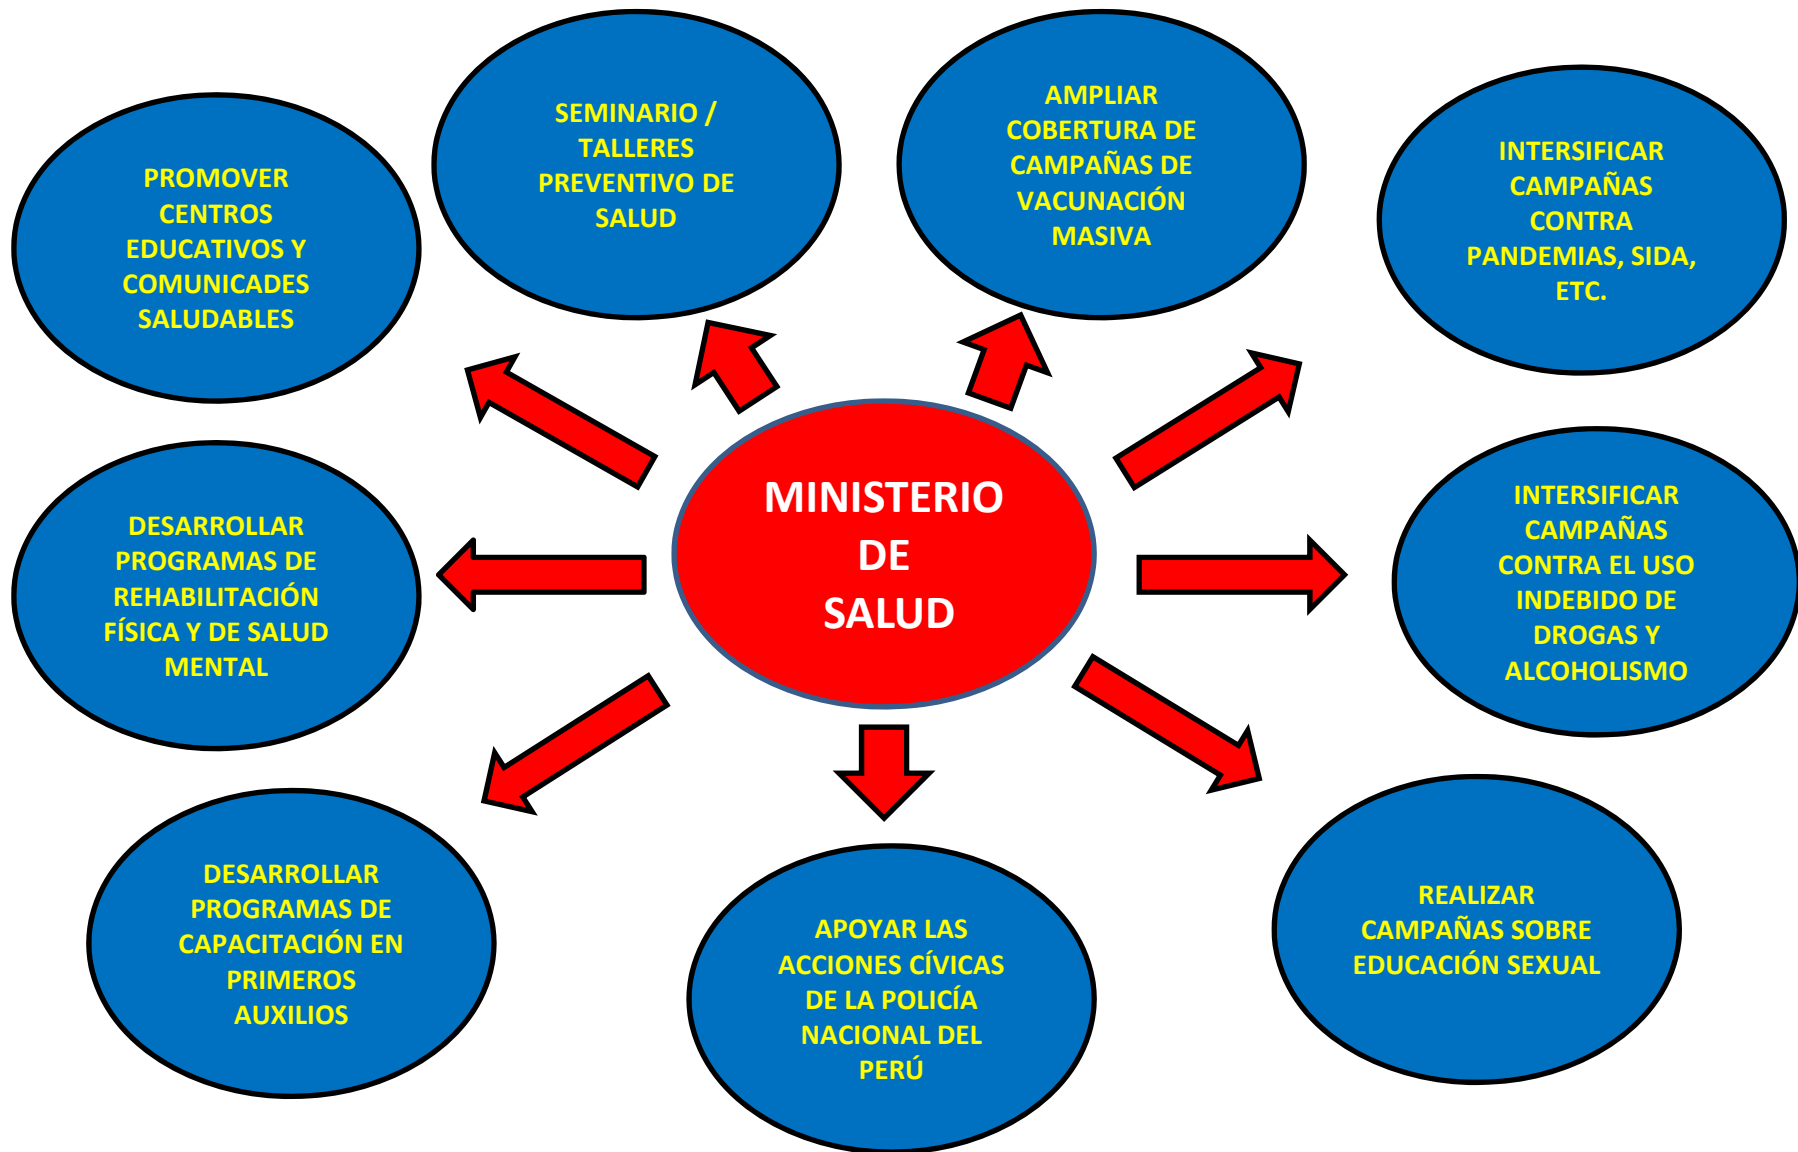 PROMOVER
CENTROS
EDUCATIVOS Y
COMUNICADES
SALUDABLES
SEMINARIO /
TALLERES
PREVENTIVO DE
SALUD
AMPLIAR
COBERTURA DE
CAMPAÑAS DE
VACUNACIÓN
MASIVA
INTERSIFICAR
CAMPAÑAS
CONTRA
PANDEMIAS, SIDA,
ETC.
DESARROLLAR
PROGRAMAS DE
REHABILITACIÓN
FÍSICA Y DE SALUD
MENTAL
MINISTERIO
DE
SALUD
INTERSIFICAR
CAMPAÑAS
CONTRA EL USO
INDEBIDO DE
DROGAS Y
ALCOHOLISMO
DESARROLLAR
PROGRAMAS DE
CAPACITACIÓN EN
PRIMEROS
AUXILIOS
APOYAR LAS
ACCIONES CÍVICAS
DE LA POLICÍA
NACIONAL DEL
PERÚ
REALIZAR
CAMPAÑAS SOBRE
EDUCACIÓN SEXUAL